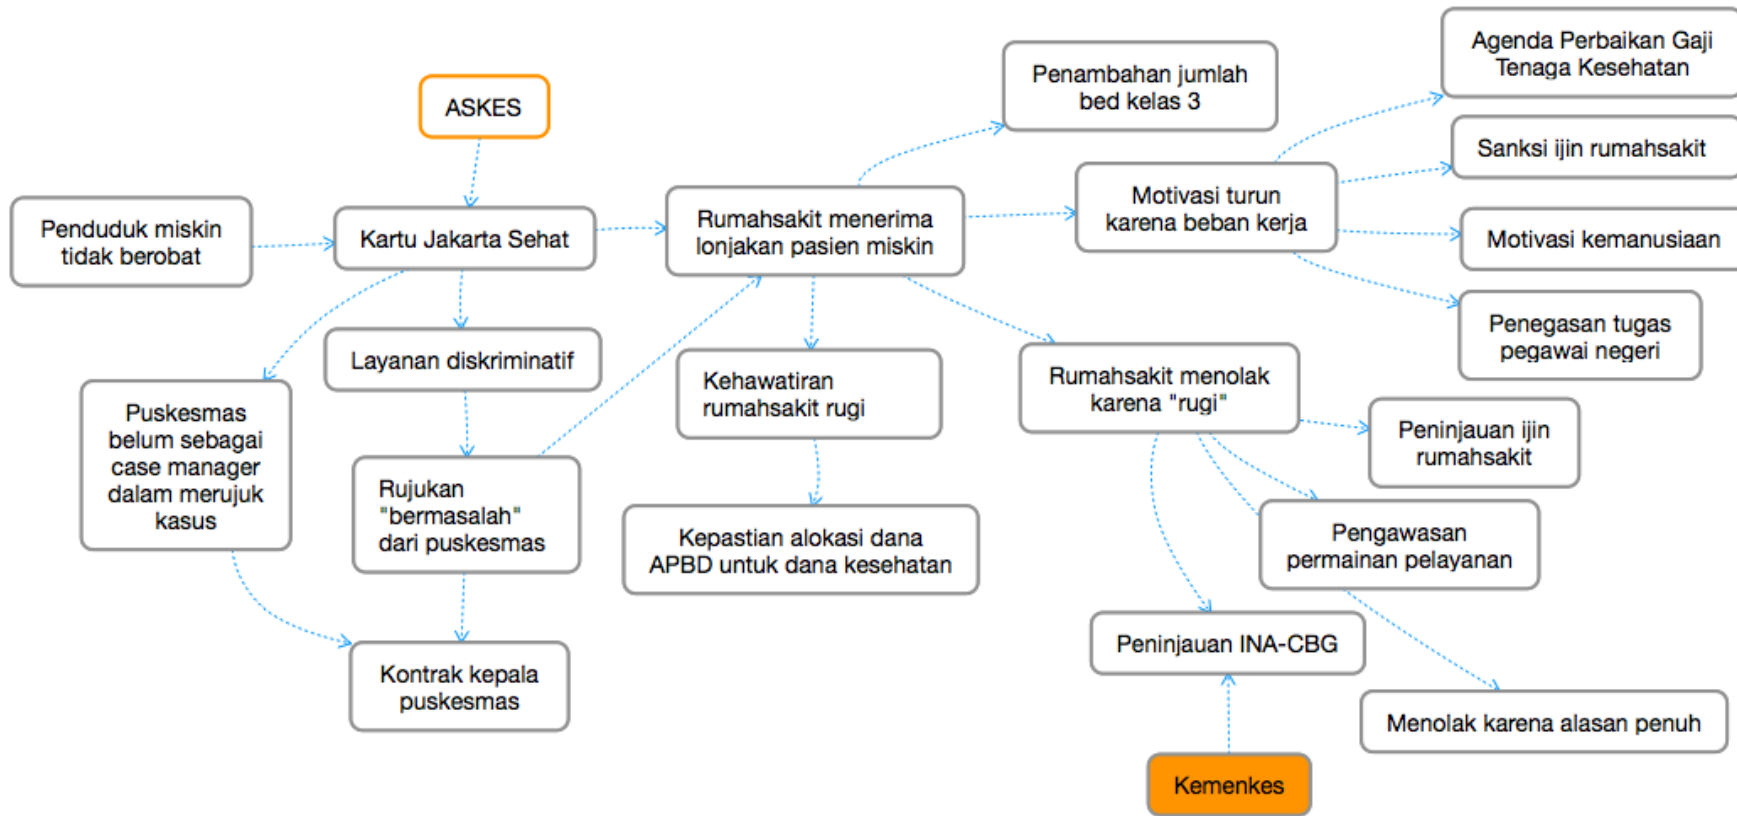 ASKES
Penduduk miskin
tidak berobat
Kartu Jakarta Sehat
Layanan diskriminatif
Puskesmas
belum sebagai
case manager
dalam merujuk
kasus
Rujukan
"bermasalah"
dari puskesmas
Kontrak kepala
puskesmas
Rumahsakit menerima
lonjakan pasien miskin
Kehawatiran
rumahsakit rugi
Kepastian alokasi dana
APBD untuk dana kesehatan
Penambahan jumlah
bed kelas 3
Motivasi turun
karena beban kerja
Agenda Perbaikan Gaji
Tenaga Kesehatan
Sanksi ijin rumahsakit
Motivasi kemanusiaan
Penegasan tugas
pegawai negeri
Rumahsakit menolak
karena "rugi"
Peninjauan ijin
rumahsakit
Pengawasan
permainan pelayanan
Peninjauan INA-CBG
Menolak karena alasan penuh
Kemenkes